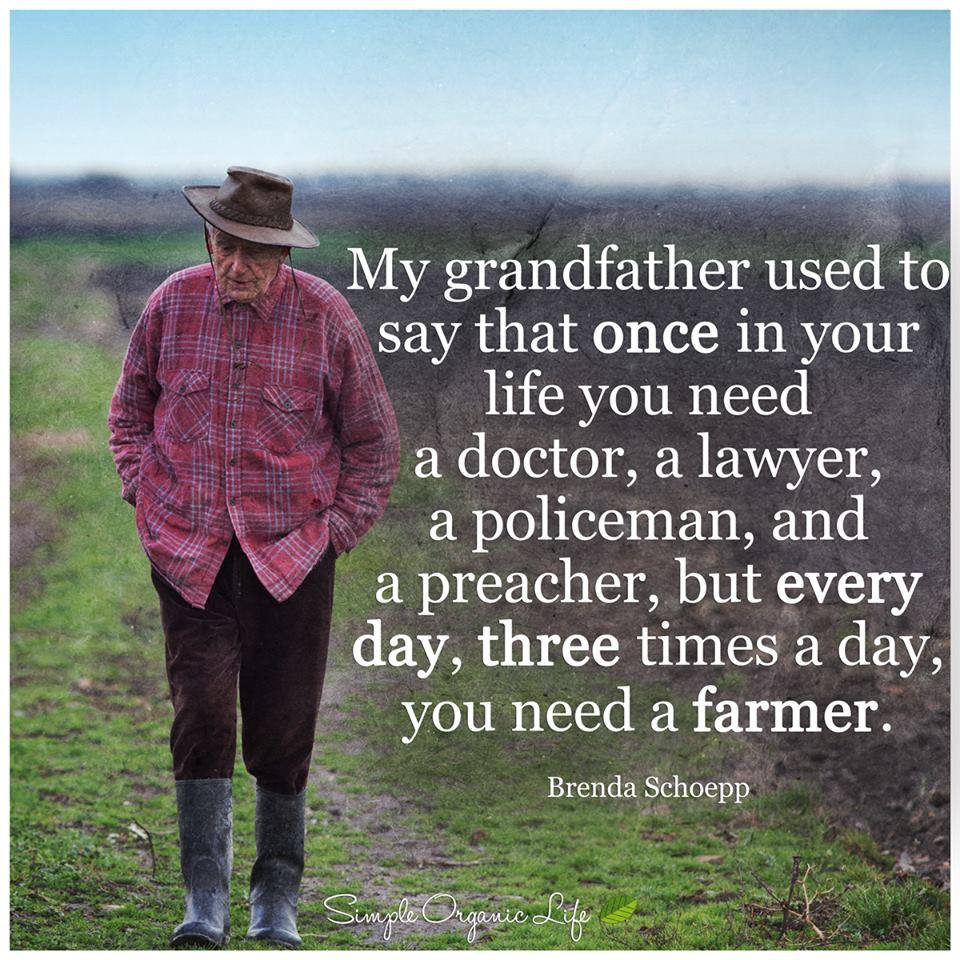 My grandfather used to
say that once in your
life you need
a doctor, a lawyer,
a policeman, and
a preacher, but every
day, three times a day,
you need a farmer.
Brenda Schoepp
Simple Organic Life